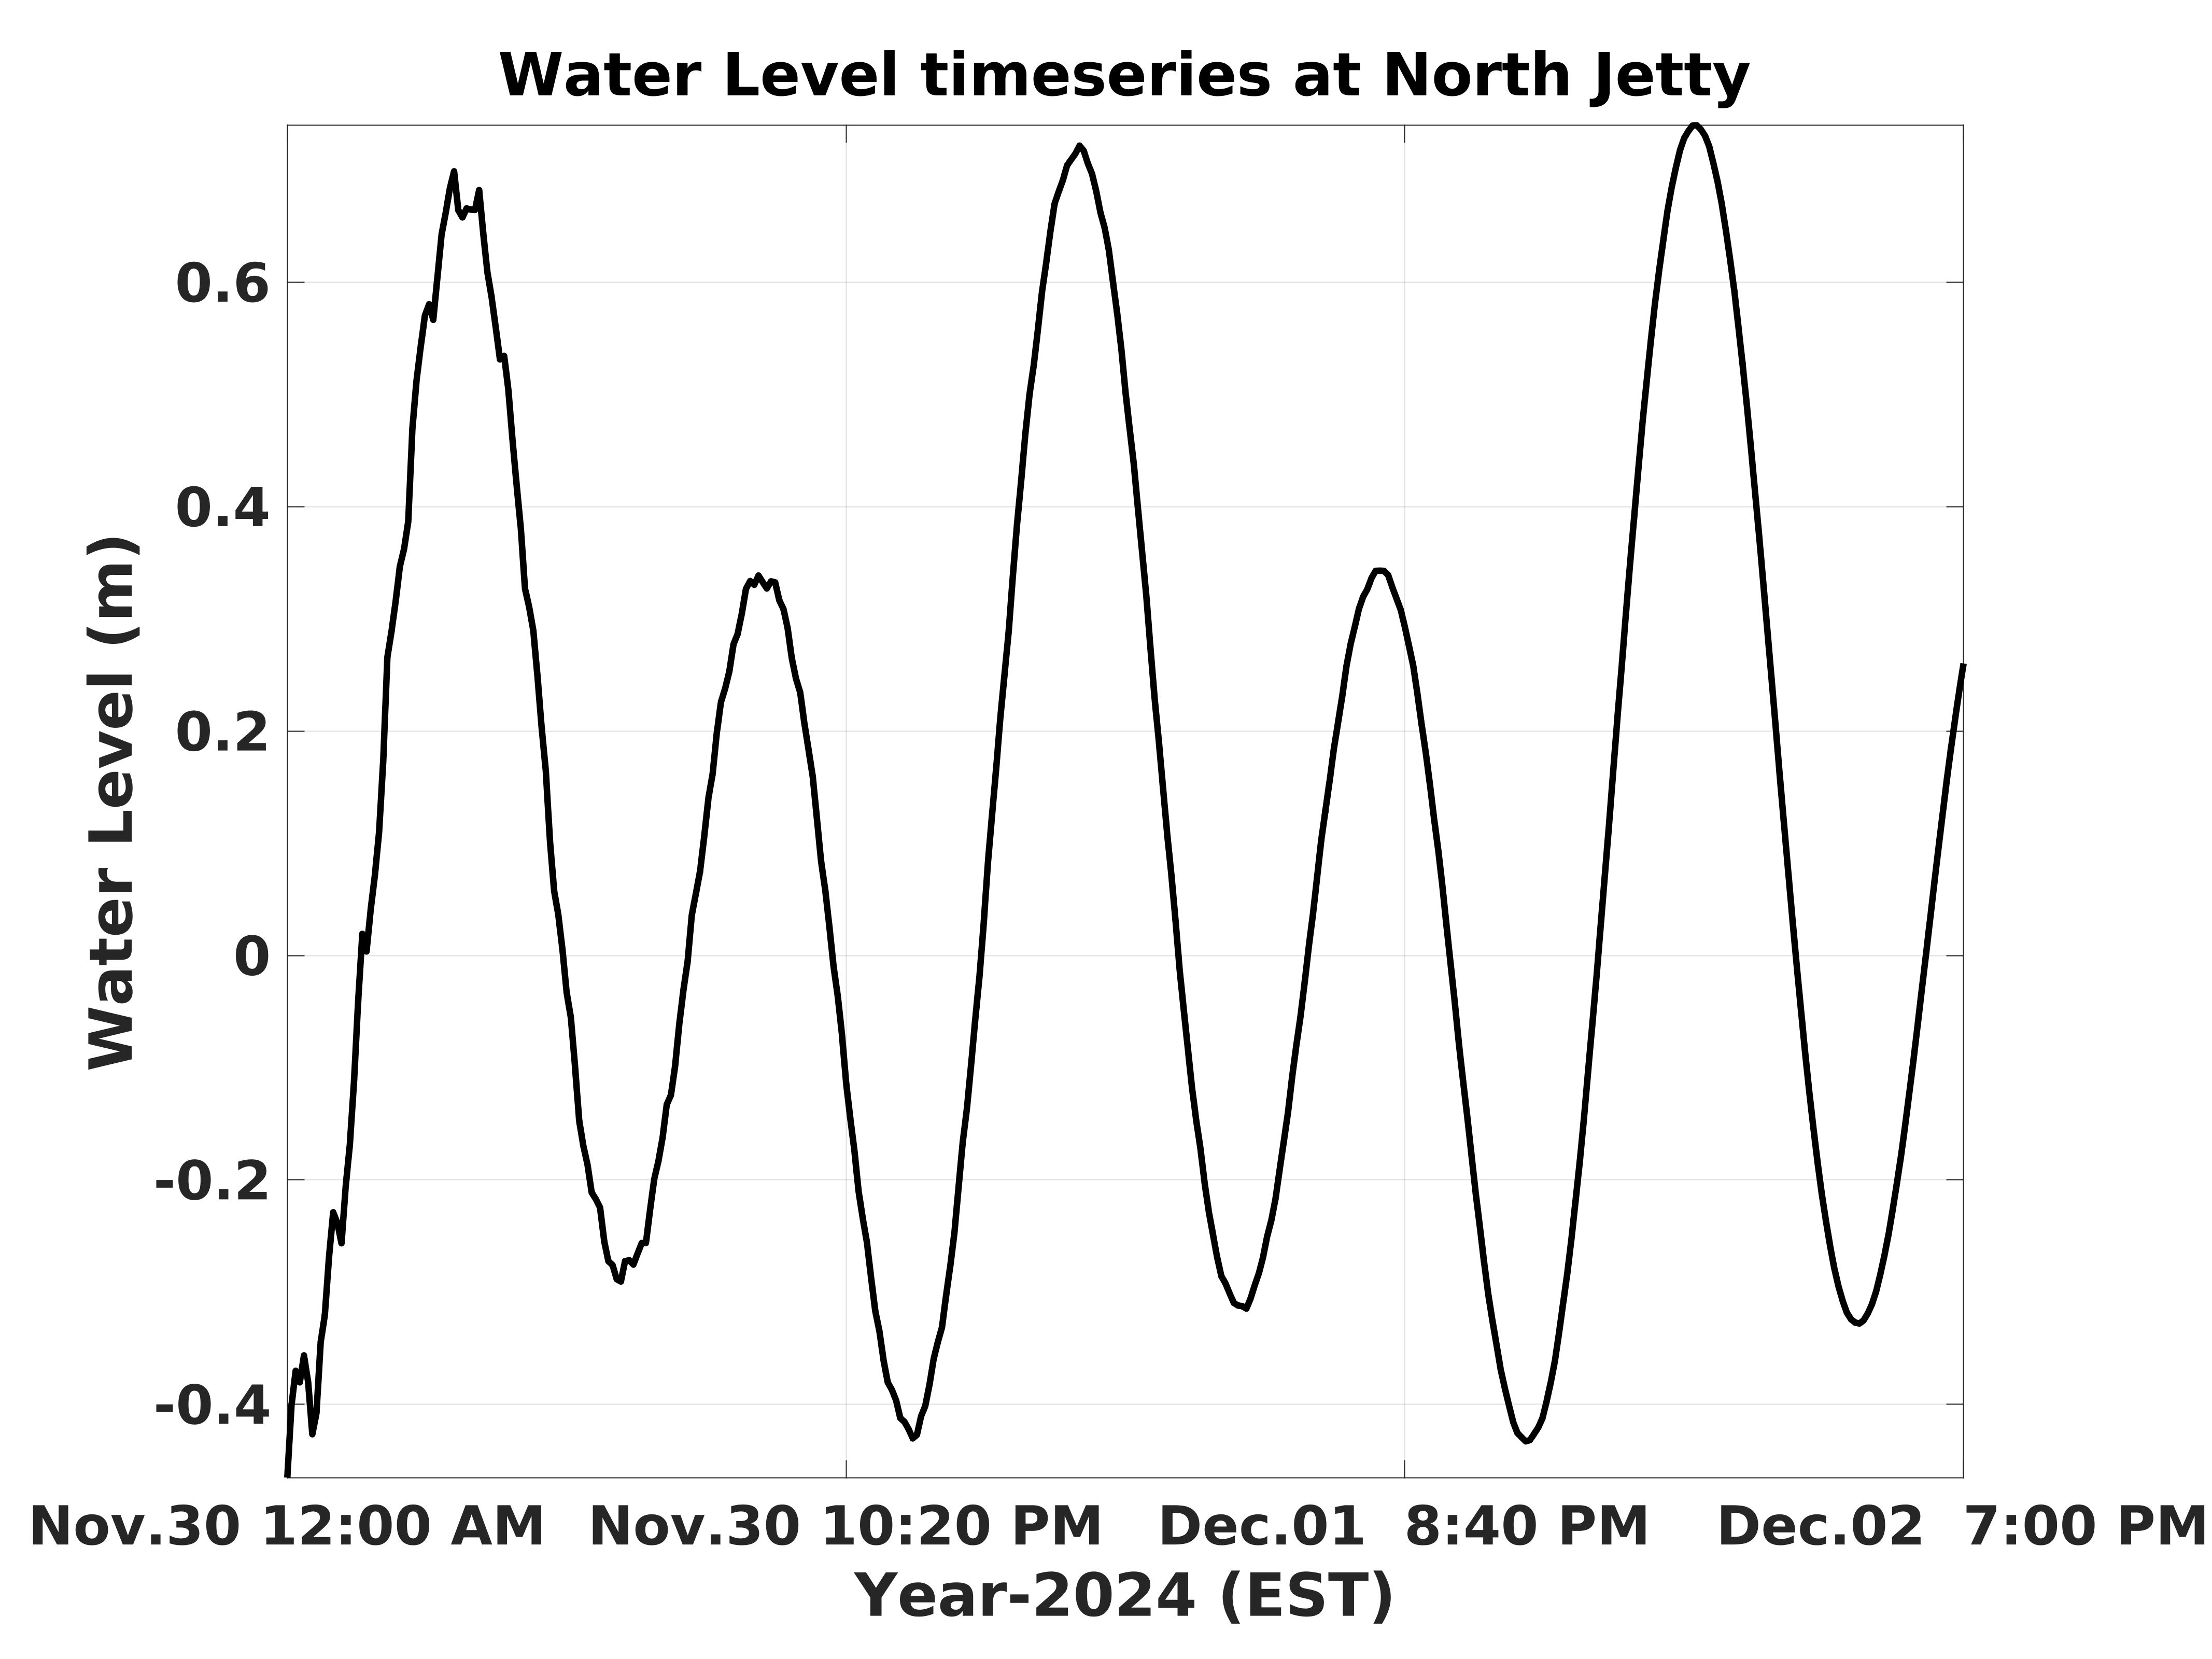 Water Level timeseries at North Jetty
Water Level (m)
0.6
0.4
0.2
0
-0.2
-0.4
Nov.30 12:00 AM Nov.30 10:20 PM Dec.01 8:40 PM Dec.02 7:00 PM
Year-2024 (EST)